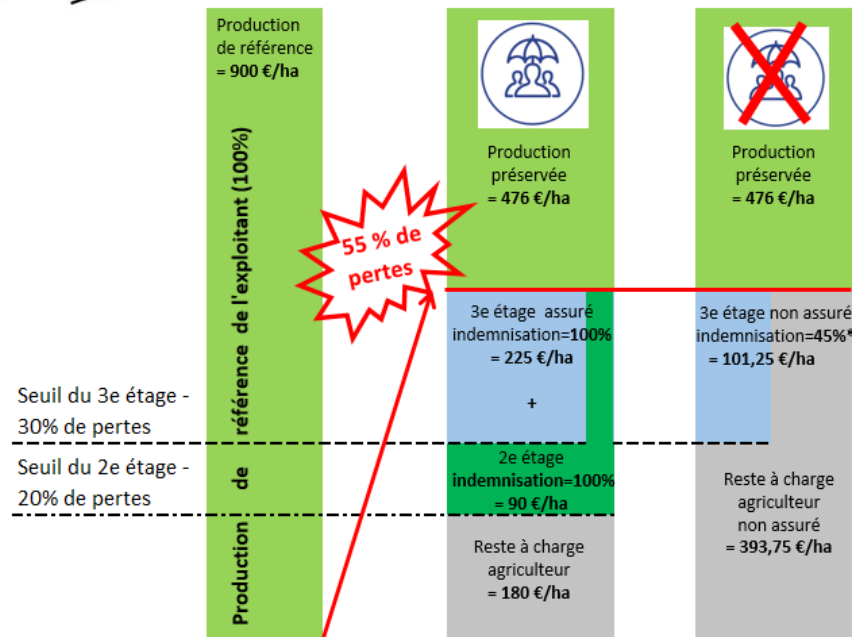 Production
de référence
= 900 €/ha
Production de référence de l'exploitant (100%)
55 % de
pertes
Production
préservée
= 476 €/ha
3e étage assuré
indemnisation=100%
= 225 €/ha
+
2e étage
indemnisation=100%
= 90 €/ha
Reste à charge
agriculteur
= 180 €/ha
Production
préservée
= 476 €/ha
3e étage non assuré
indemnisation=45%*
= 101,25 €/ha
Reste à charge
agriculteur
non assuré
= 393,75 €/ha
Seuil du 3e étage -
30% de pertes
Seuil du 2e étage -
20% de pertes